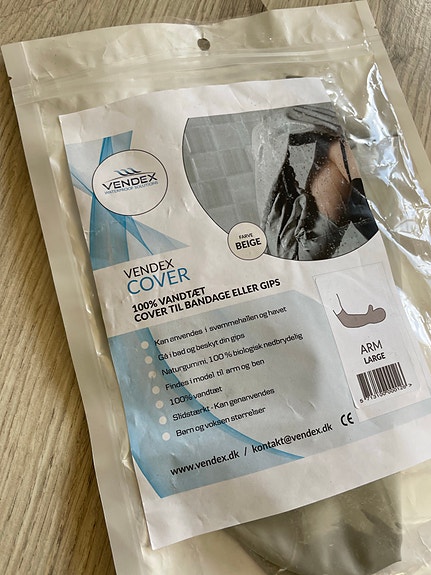 VENDEX
WATERPROOF SOLUTIONS
FARVE
BEIGE
VENDEX
COVER
100% VANDTÆT
COVER TIL BANDAGE ELLER GIPS
Kan anvendes i svømmehallen og havet
Gå i bad og beskyt din gips
Naturgummi, 100 % biologisk nedbrydelig
Findes i model til arm og ben
100% vandtæt
Slidstærkt - Kan genanvendes
Børn og voksen størrelser
ARM
LARGE
CE
www.vendex.dk / kontakt@vendex.dk